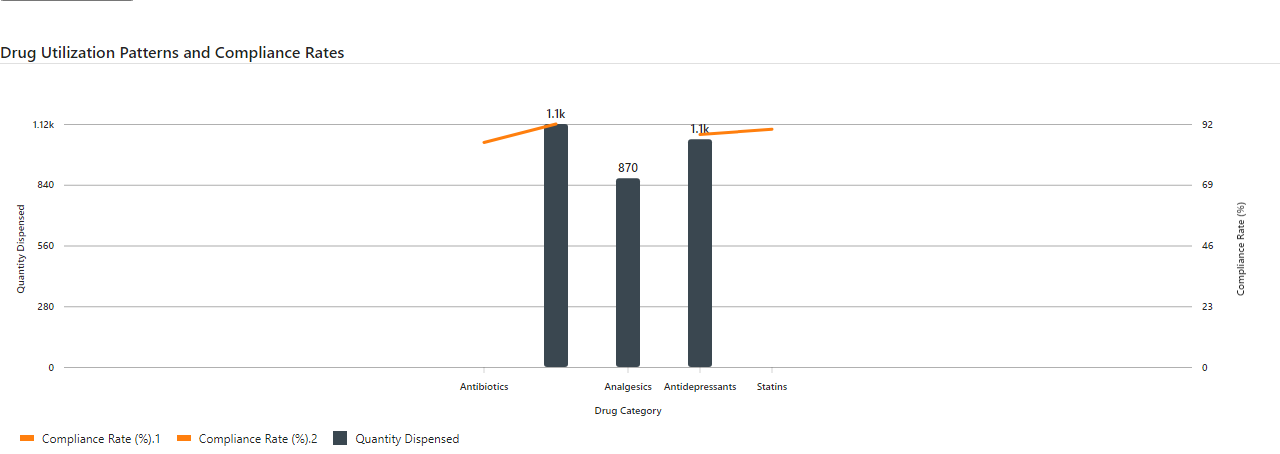 Drug Utilization Patterns and Compliance Rates
1.12k
840
560
280
0
Quantity Dispensed
1.1k
870
1.1k
92
69
46
23
0
Compliance Rate (%)
Antibiotics Analgesics Antidepressants Statins
Drug Category
Compliance Rate (%).1 Compliance Rate (%).2 Quantity Dispensed